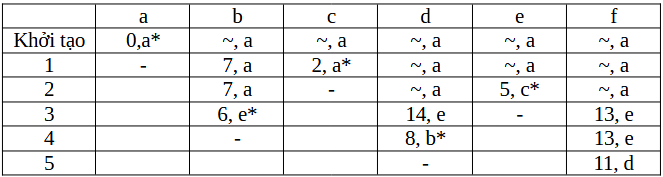 a b c d e f
Khởi tạo 0,a* ~, a ~, a ~, a ~, a ~, a
1 - 7, a 2, a* ~, a ~, a ~, a
2 7, a - ~, a 5, c* ~, a
3 6, e* 14, e - 13, e
4 - 8, b* 13, e
5 - 11, d